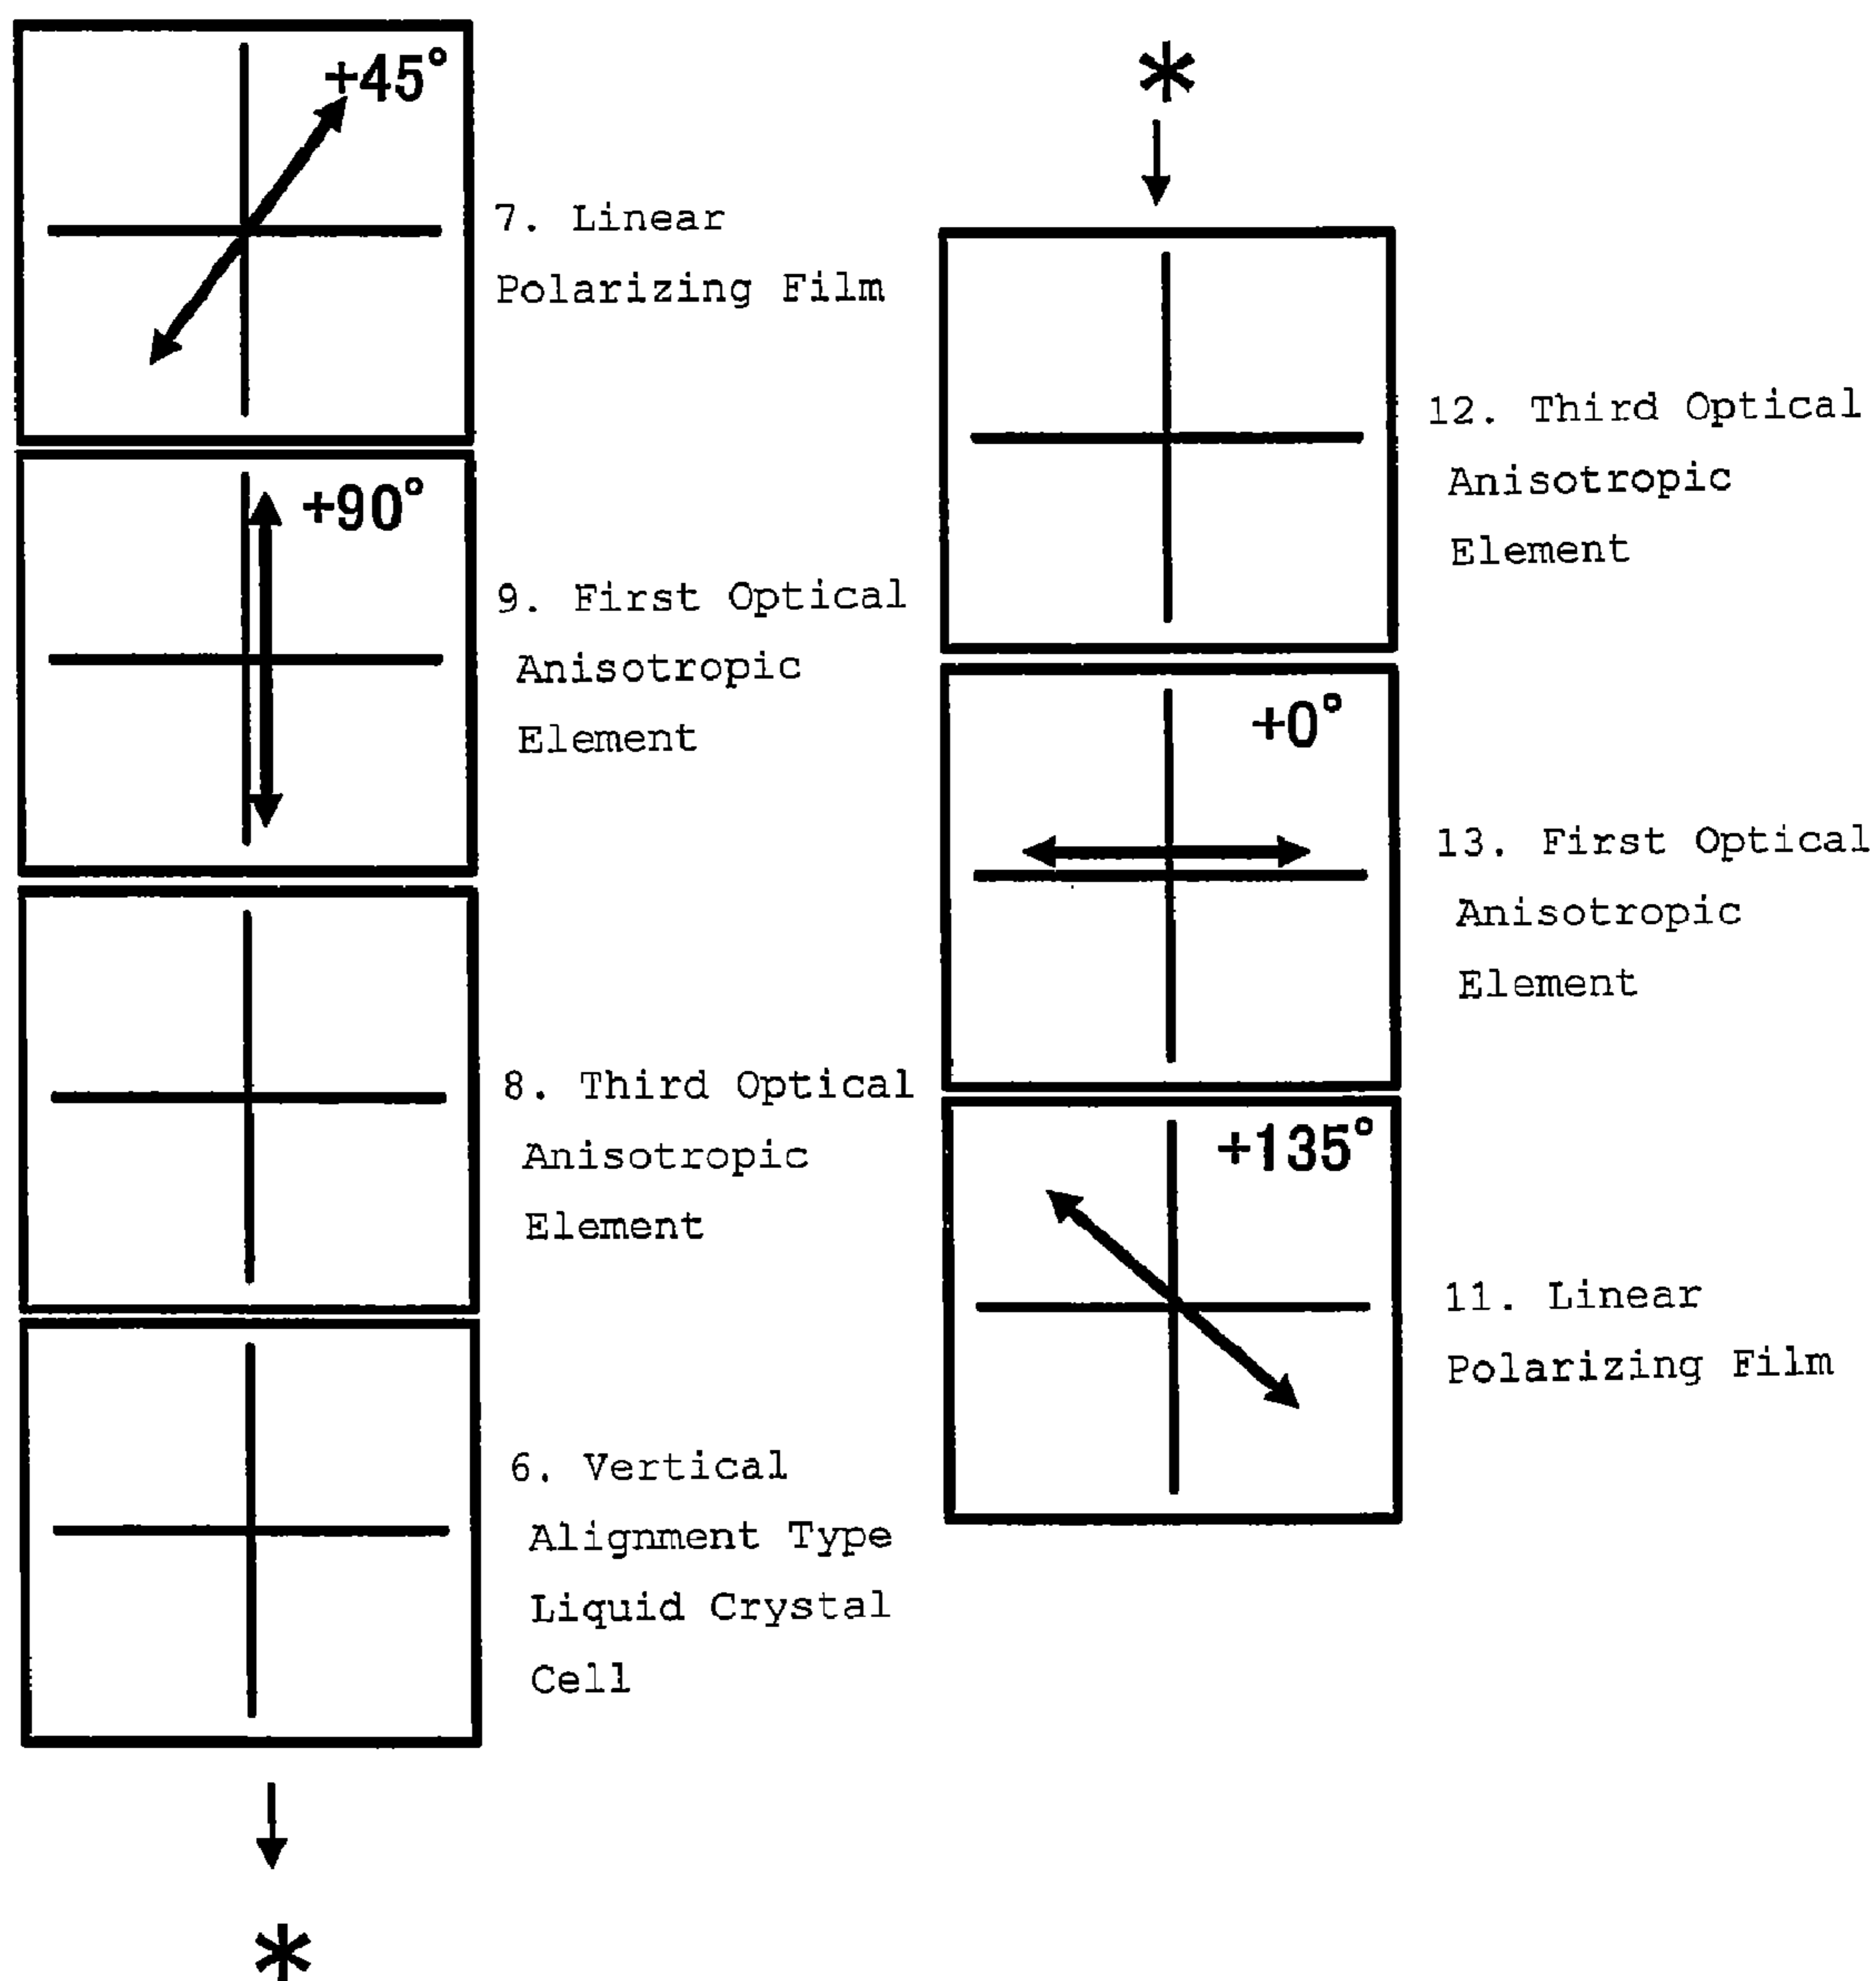 +45°
7. Linear
Polarizing Film
+90°
9. First Optical
Anisotropic
Element
8. Third Optical
Anisotropic
Element
6. Vertical
Alignment Type
Liquid Crystal
Cell
*
*
12. Third Optical
Anisotropic
Element
+0°
13. First Optical
Anisotropic
Element
+135°
11. Linear
Polarizing Film